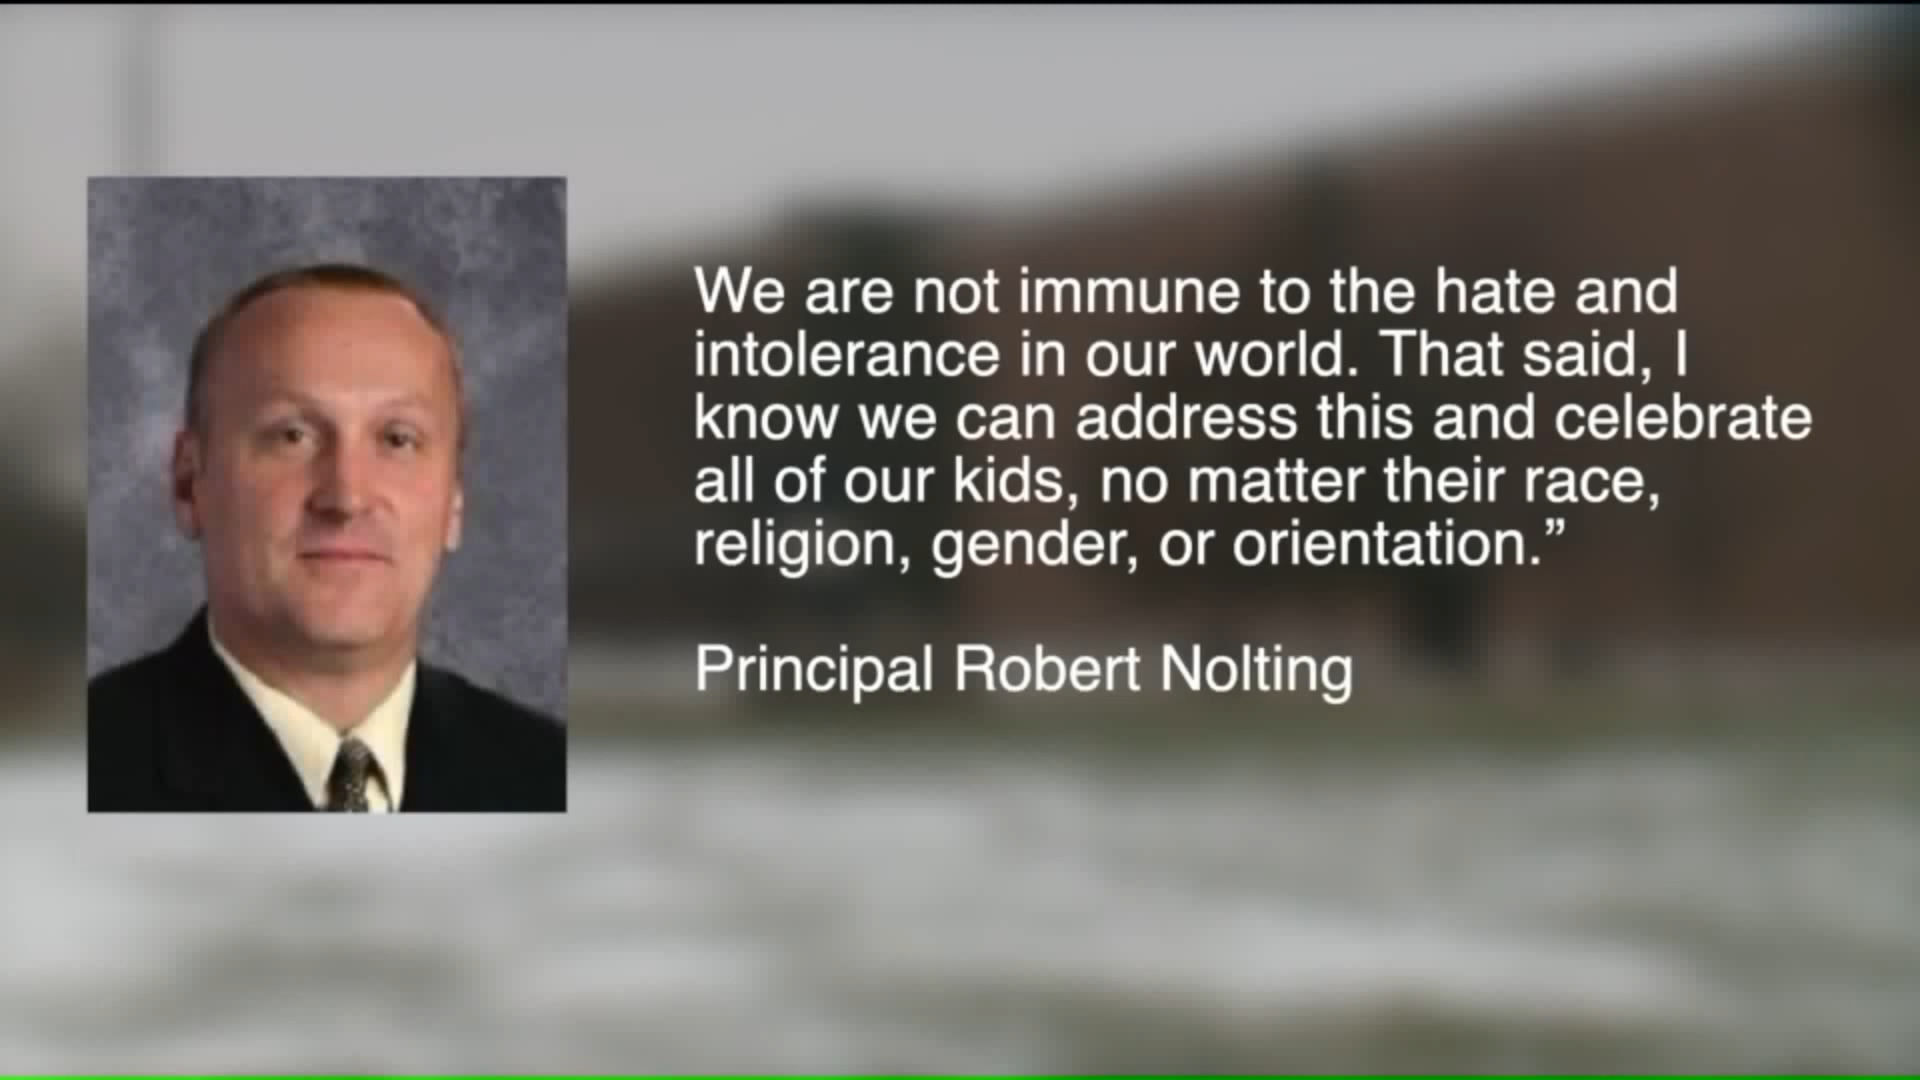 We are not immune to the hate and
intolerance in our world. That said, I
know we can address this and celebrate
all of our kids, no matter their race,
religion, gender, or orientation.”
Principal Robert Nolting